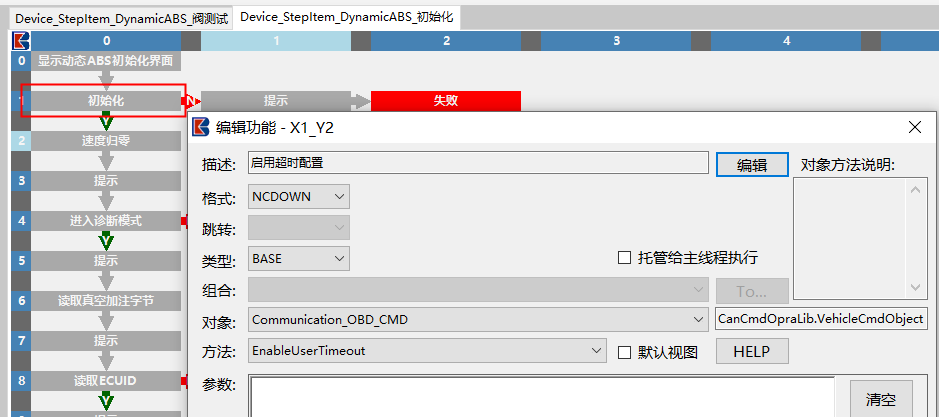 Device_StepItem_DynamicABS_阀测试 Device_StepItem_DynamicABS_初始化
0 1 2 3 4
0 显示动态ABS初始化界面
1 初始化 N 提示 失败
Y
2 速度归零
3 提示
4 进入诊断模式
Y
5 提示
6 读取真空加注字节
7 提示
8 读取ECUID
Y
提示
编辑功能 - X1_Y2
描述: 启用超时配置 编辑 对象方法说明:
格式: NCDOWN
跳转:
类型: BASE 托管给主线程执行
组合: To...
对象: Communication_OBD_CMD CanCmdOpraLib.VehicleCmdObject
方法: EnableUserTimeout 默认视图 HELP
参数: 清空